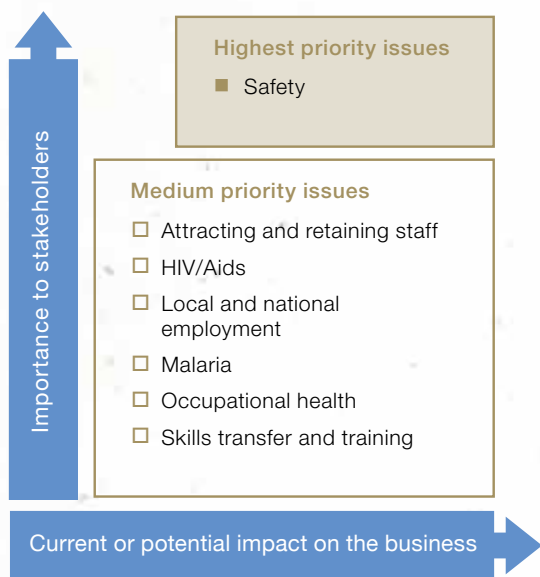 Highest priority issues
Safety
Importance to stakeholders
Medium priority issues
Attracting and retaining staff
HIV/Aids
Local and national
employment
Malaria
Occupational health
Skills transfer and training
Current or potential impact on the business